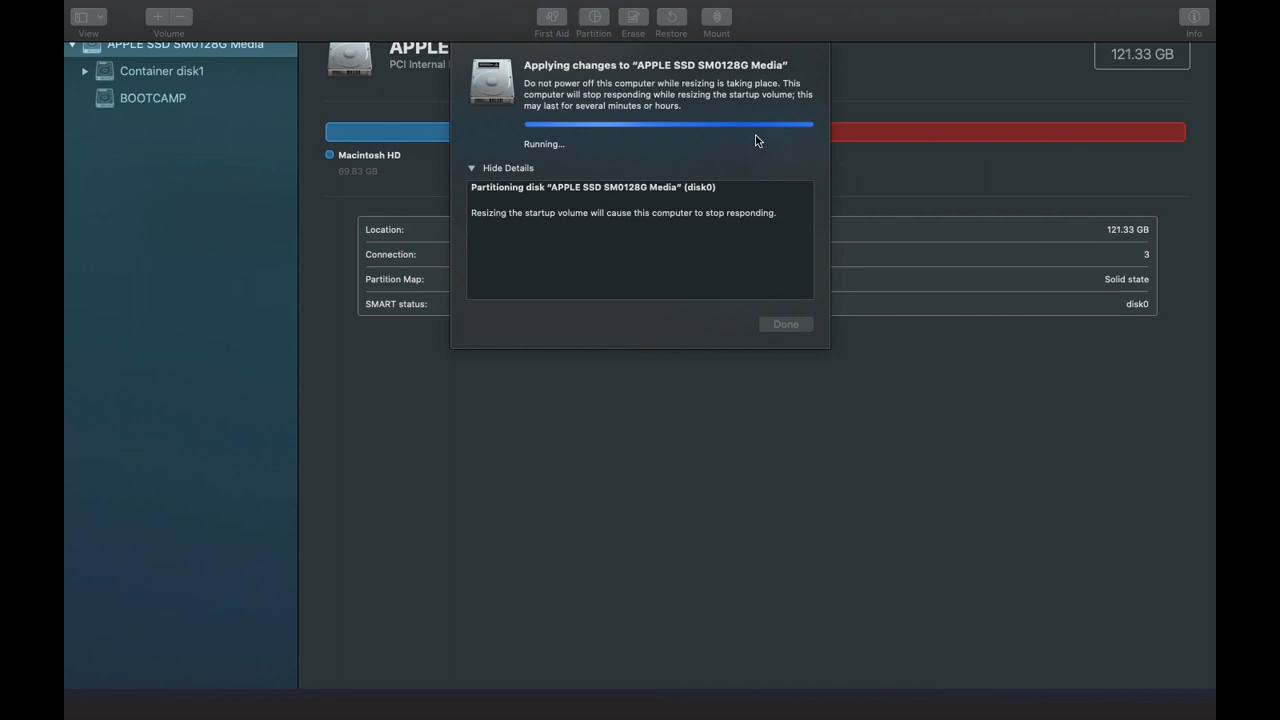 View
Volume
First Aid
Partition
Erase
Restore
Mount
Info
APPLE SSD SM0128G Media
Container disk1
BOOTCAMP
APPLE
PCI Internal
121.33 GB
Applying changes to “APPLE SSD SM0128G Media”
Do not power off this computer while resizing is taking place. This
computer will stop responding while resizing the startup volume; this
may last for several minutes or hours.
Running...
Hide Details
Partitioning disk “APPLE SSD SM0128G Media” (disk0)
Resizing the startup volume will cause this computer to stop responding.
Done
Macintosh HD
69.83 GB
Location:
121.33 GB
Connection:
3
Partition Map:
Solid state
SMART status:
disk0